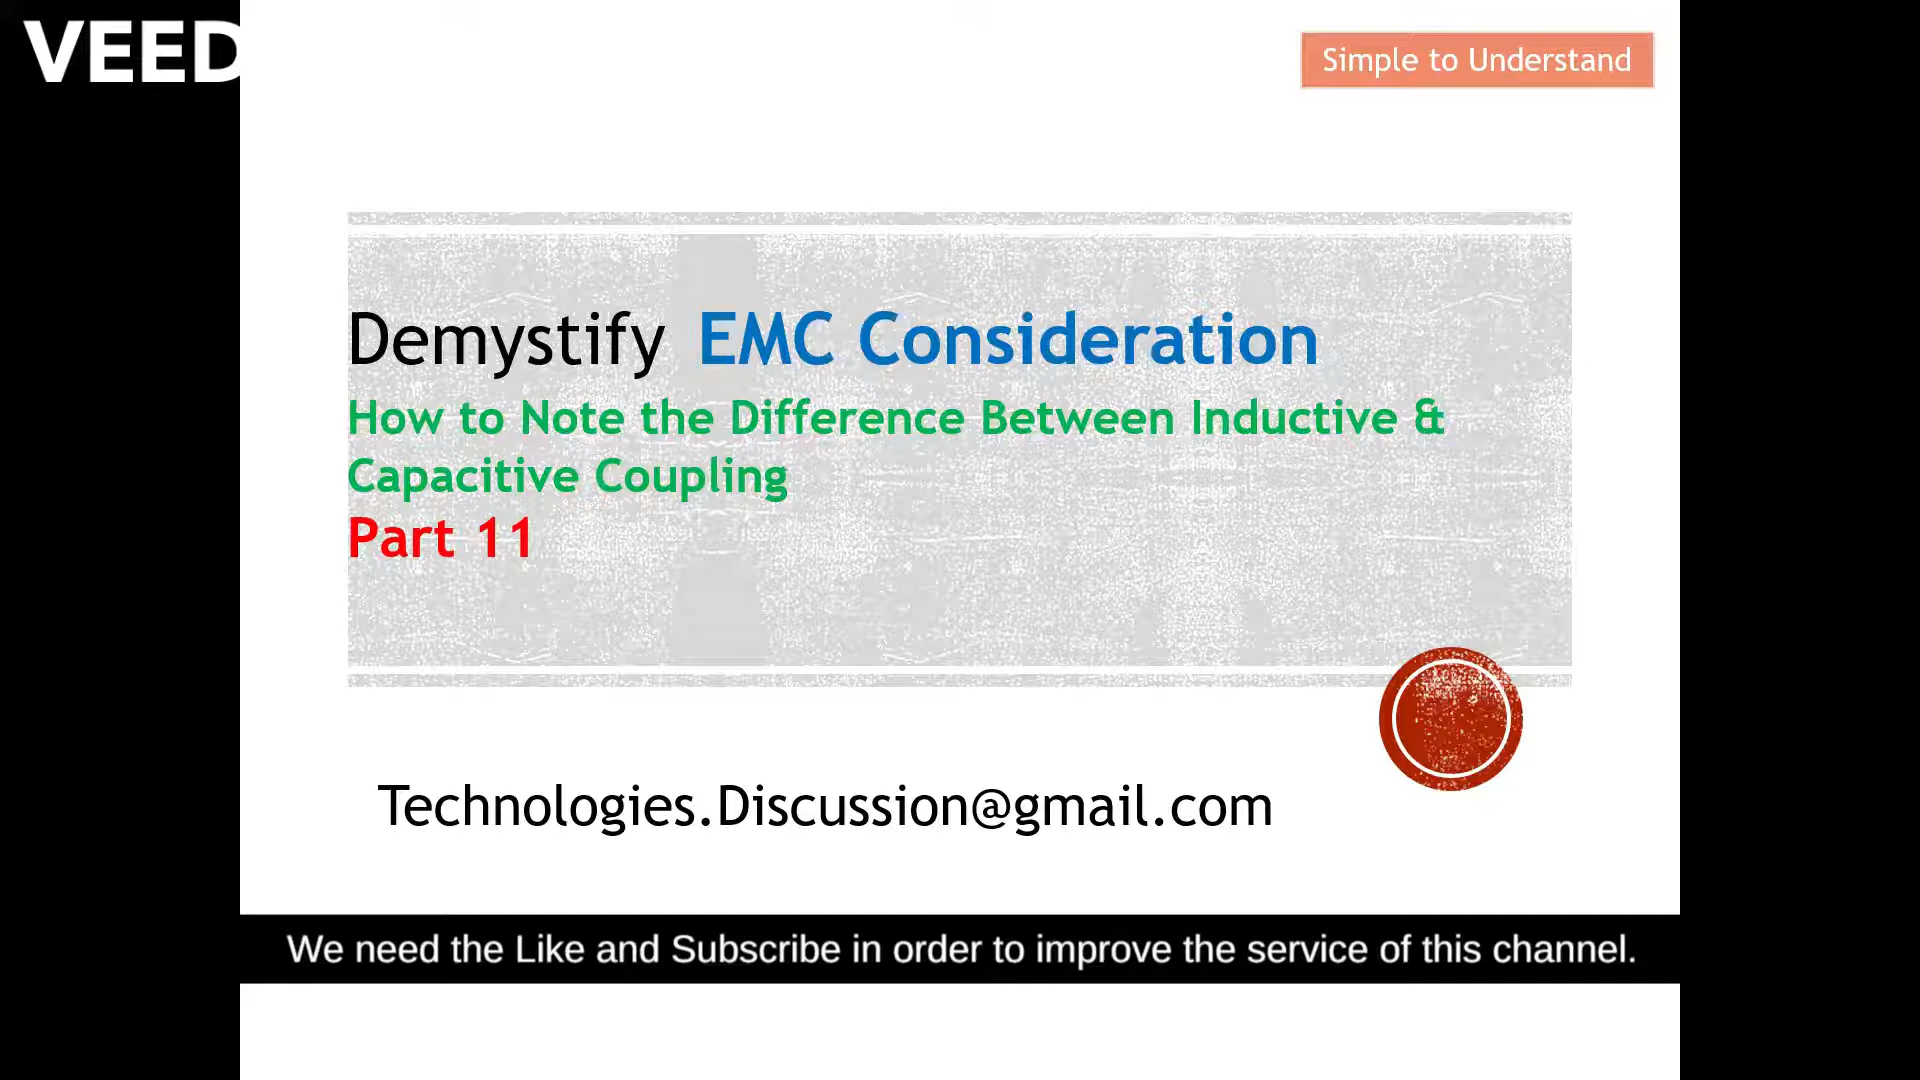 VEED
Simple to Understand
Demystify EMC Consideration
How to Note the Difference Between Inductive &
Capacitive Coupling
Part 11
Technologies.Discussion@gmail.com
We need the Like and Subscribe in order to improve the service of this channel.